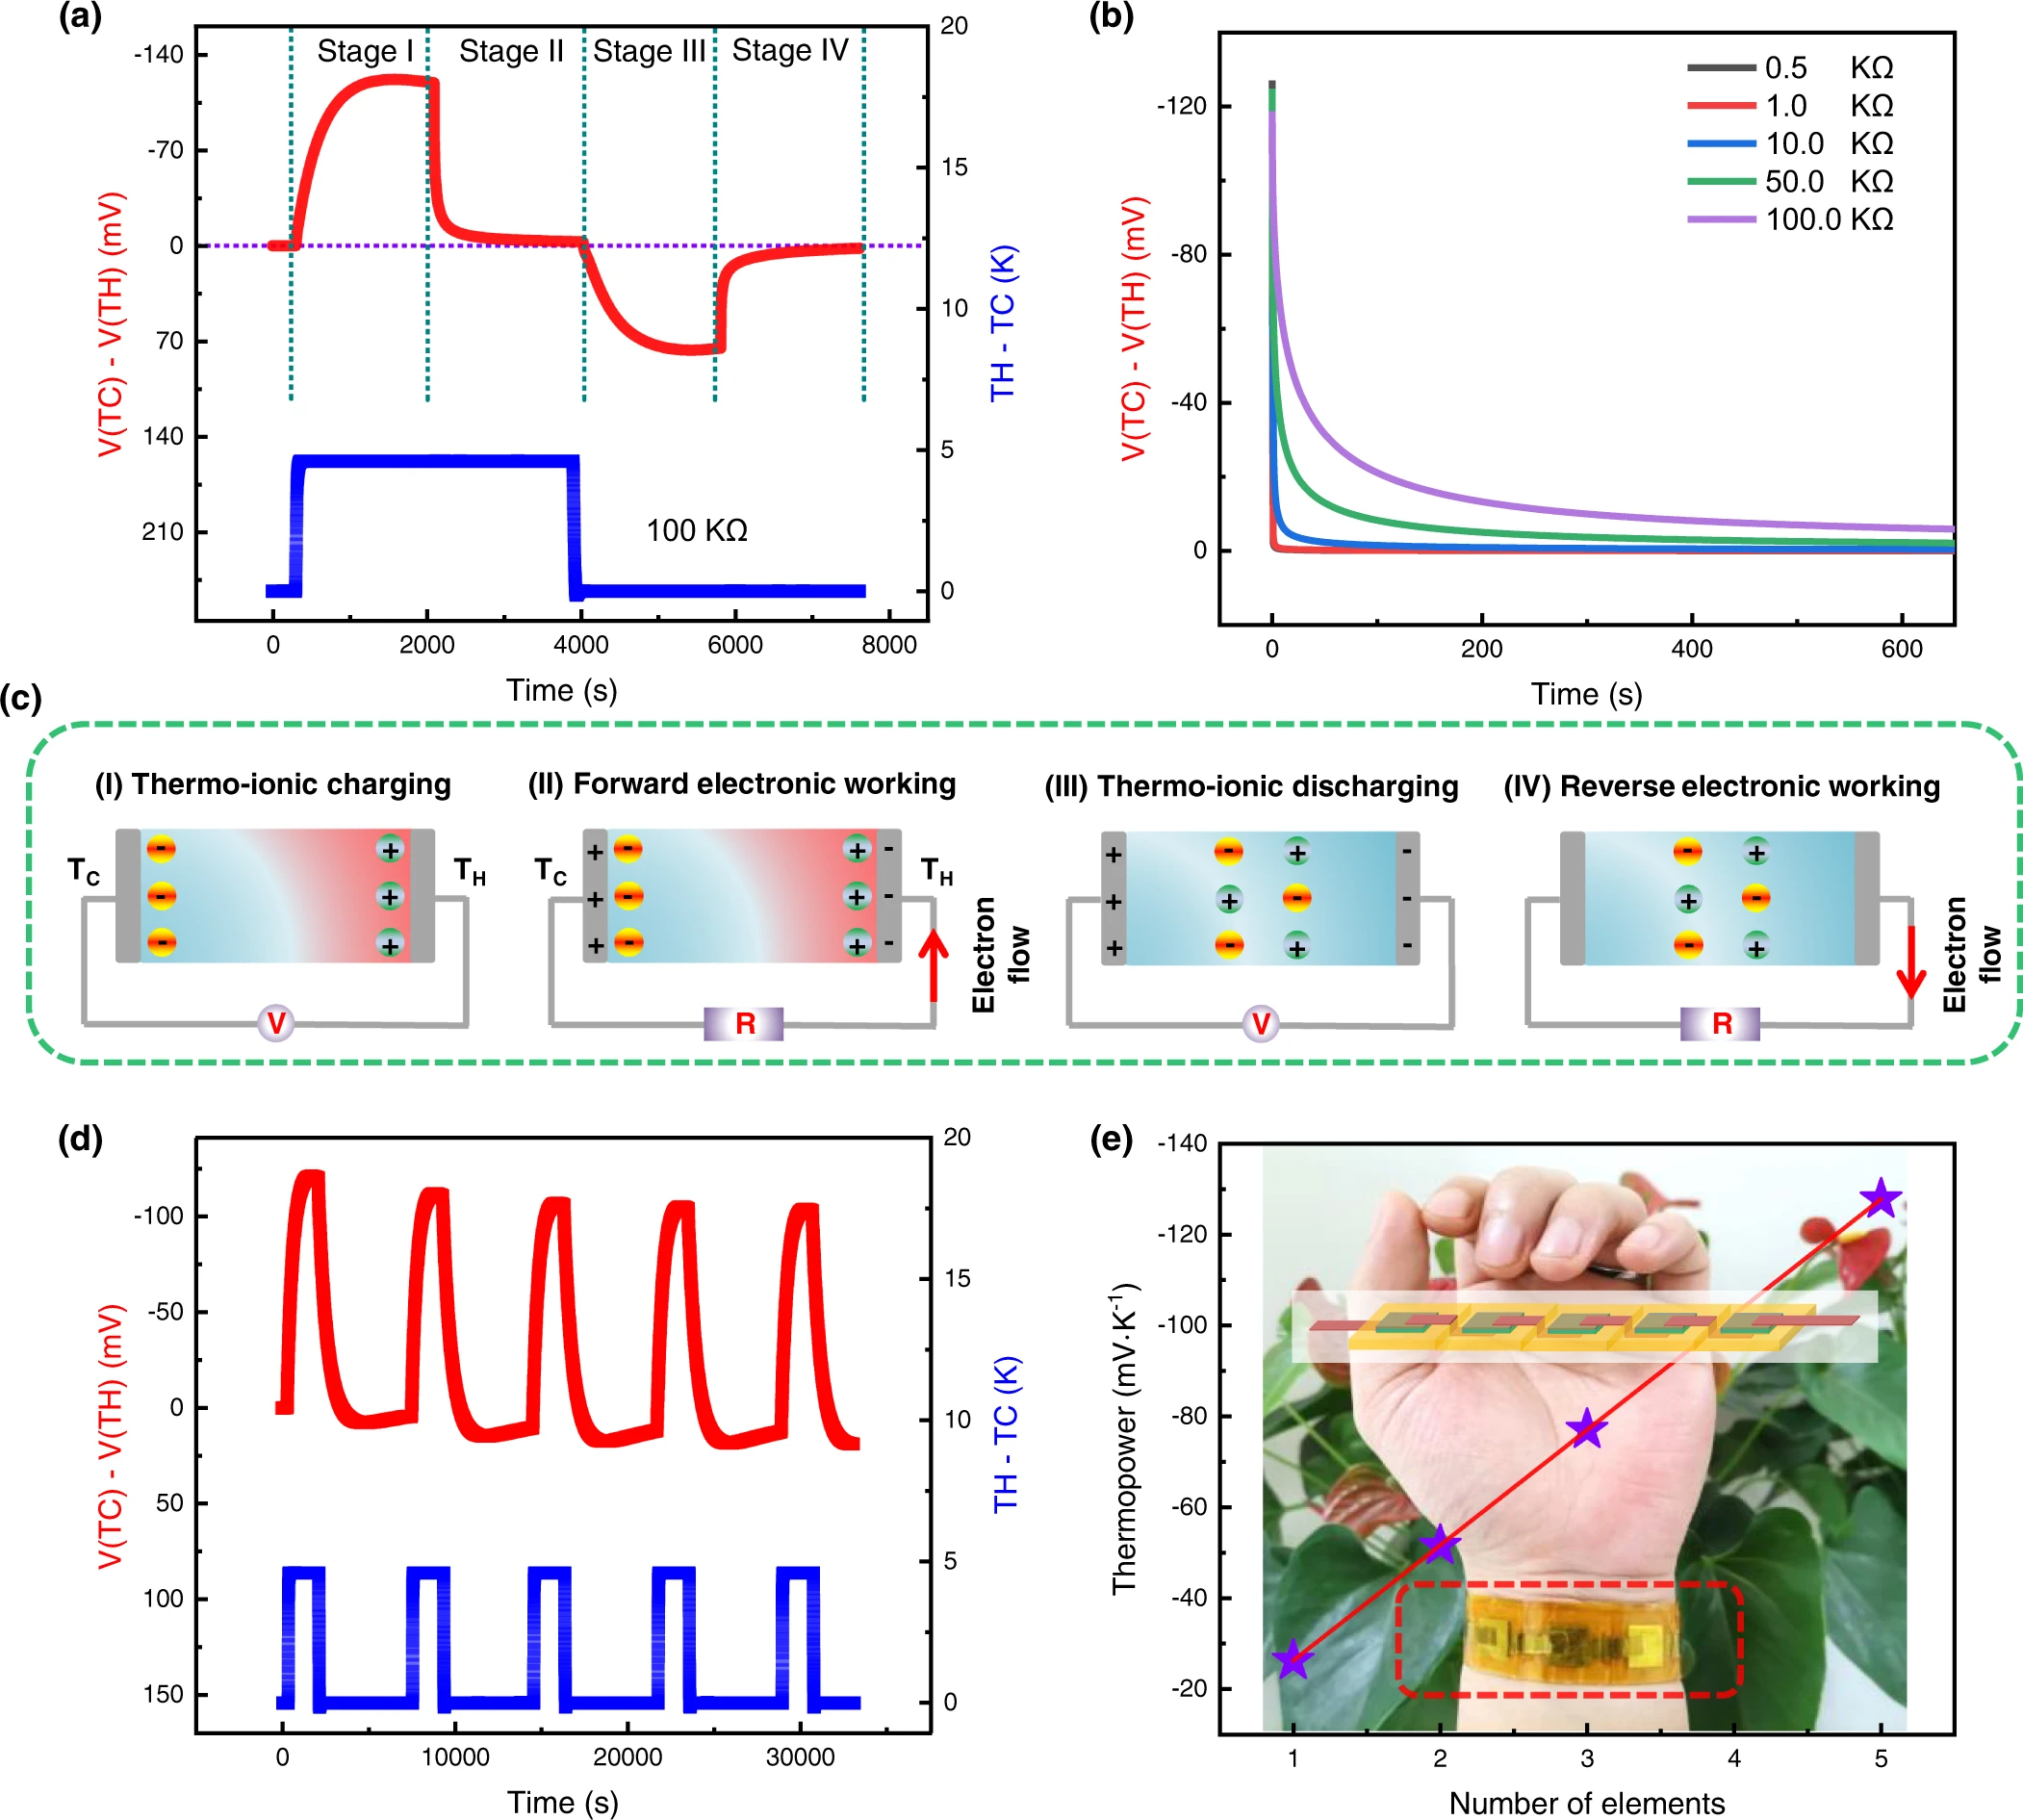 (a)
Stage I
Stage II
Stage III
Stage IV
-140
-70
0
70
140
210
V(TC) - V(TH) (mV)
20
15
10
5
0
TH - TC (K)
100 KΩ
0
2000
4000
6000
8000
Time (s)
(b)
0.5 KΩ
1.0 KΩ
10.0 KΩ
50.0 KΩ
100.0 KΩ
-120
-80
-40
0
V(TC) - V(TH) (mV)
0
200
400
600
Time (s)
(c)
(I) Thermo-ionic charging
TC
- +
- +
- +
TH
V
(II) Forward electronic working
TC
+ - + -
+ - + -
+ - + -
TH
Electron
flow
R
(III) Thermo-ionic discharging
+ - + -
+ + - -
+ - + -
V
(IV) Reverse electronic working
- +
+ -
- +
Electron
flow
R
(d)
-100
-50
0
50
100
150
V(TC) - V(TH) (mV)
20
15
10
5
0
TH - TC (K)
0
10000
20000
30000
Time (s)
(e)
-140
-120
-100
-80
-60
-40
-20
Thermopower (mV·K⁻¹)
1
2
3
4
5
Number of elements